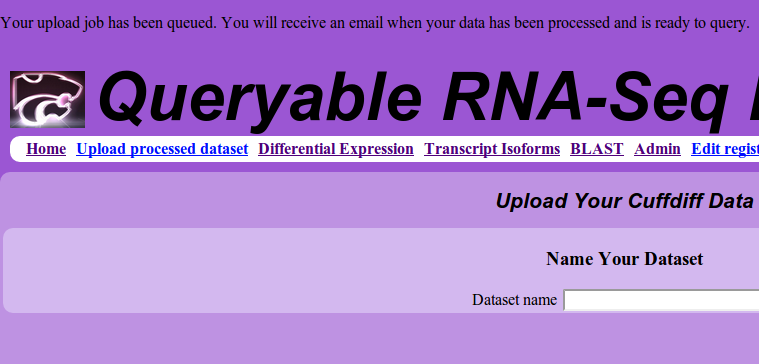 Your upload job has been queued. You will receive an email when your data has been processed and is ready to query.
Queryable RNA-Seq
Home Upload processed dataset Differential Expression Transcript Isoforms BLAST Admin Edit regist
Upload Your Cuffdiff Data
Name Your Dataset
Dataset name